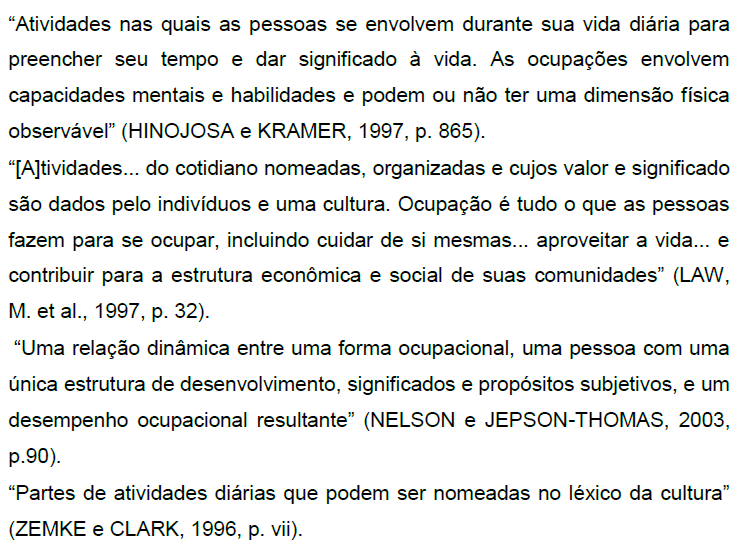 “Atividades nas quais as pessoas se envolvem durante sua vida diária para
preencher seu tempo e dar significado à vida. As ocupações envolvem
capacidades mentais e habilidades e podem ou não ter uma dimensão física
observável” (HINOJOSA e KRAMER, 1997, p. 865).
“[A]tividades... do cotidiano nomeadas, organizadas e cujos valor e significado
são dados pelo indivíduos e uma cultura. Ocupação é tudo o que as pessoas
fazem para se ocupar, incluindo cuidar de si mesmas... aproveitar a vida... e
contribuir para a estrutura econômica e social de suas comunidades” (LAW,
M. et al., 1997, p. 32).
“Uma relação dinâmica entre uma forma ocupacional, uma pessoa com uma
única estrutura de desenvolvimento, significados e propósitos subjetivos, e um
desempenho ocupacional resultante” (NELSON e JEPSON-THOMAS, 2003,
p.90).
“Partes de atividades diárias que podem ser nomeadas no léxico da cultura”
(ZEMKE e CLARK, 1996, p. vii).